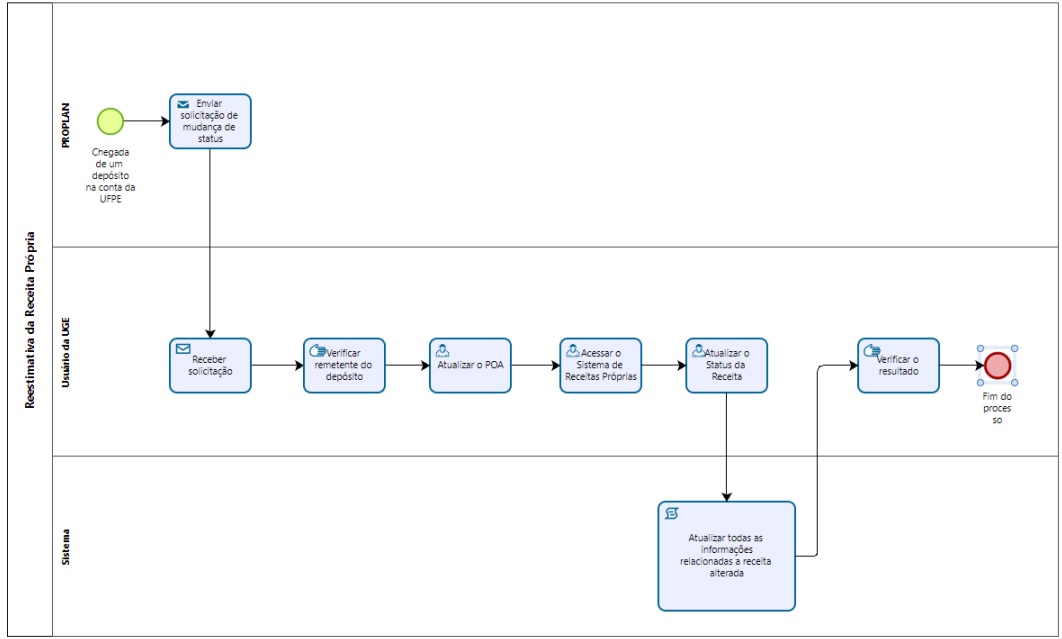 Reestimativa da Receita Própria
PROPLAN
Chegada
de um
depósito
na conta da
UFPE
Enviar
solicitação de
mudança de
status
Usuário da UGE
Receber
solicitação
Verificar
remetente do
depósito
Atualizar o POA
Acessar o
Sistema de
Receitas Próprias
Atualizar o
Status da
Receita
Verificar o
resultado
Fim do
proces
so
Sistema
Atualizar todas as
informações
relacionadas a receita
alterada